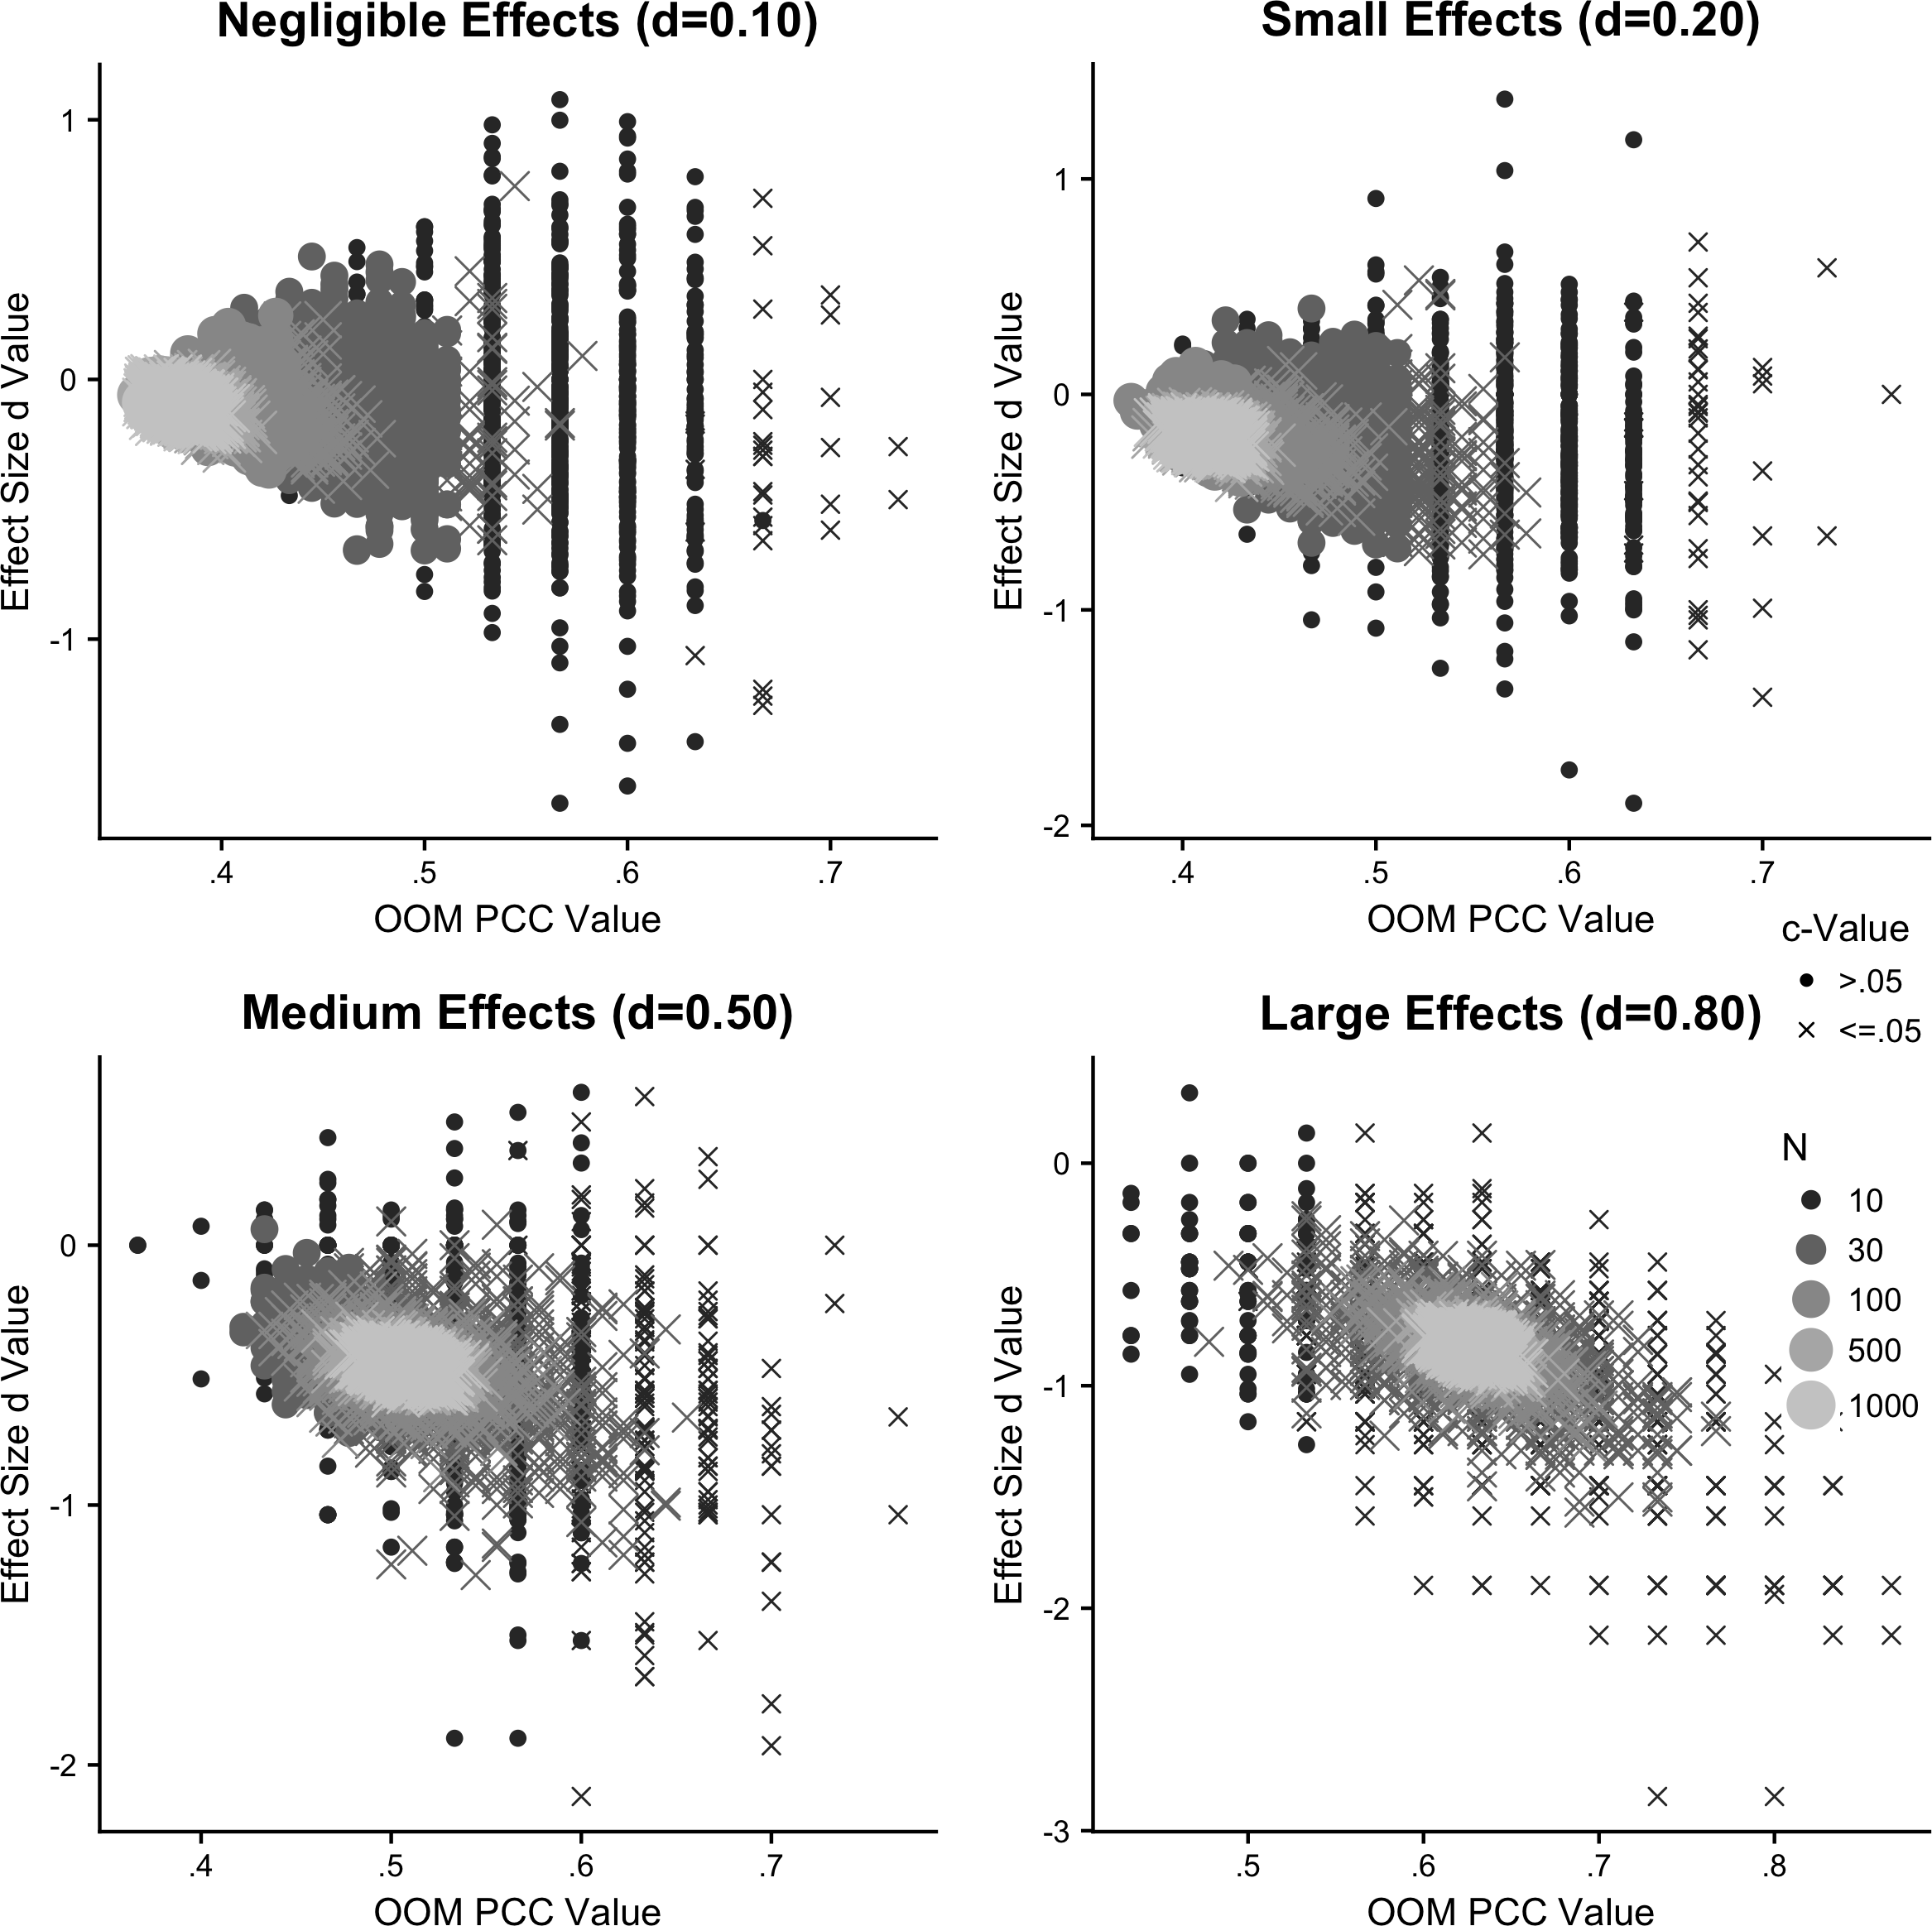 Negligible Effects (d=0.10)
Effect Size d Value
1
0
-1
.4 .5 .6 .7
OOM PCC Value
Small Effects (d=0.20)
Effect Size d Value
1
0
-1
-2
.4 .5 .6 .7
OOM PCC Value
c-Value
>.05
<=.05
Medium Effects (d=0.50)
Effect Size d Value
0
-1
-2
.4 .5 .6 .7
OOM PCC Value
Large Effects (d=0.80)
Effect Size d Value
0
-1
-2
-3
.5 .6 .7 .8
OOM PCC Value
N
10
30
100
500
1000